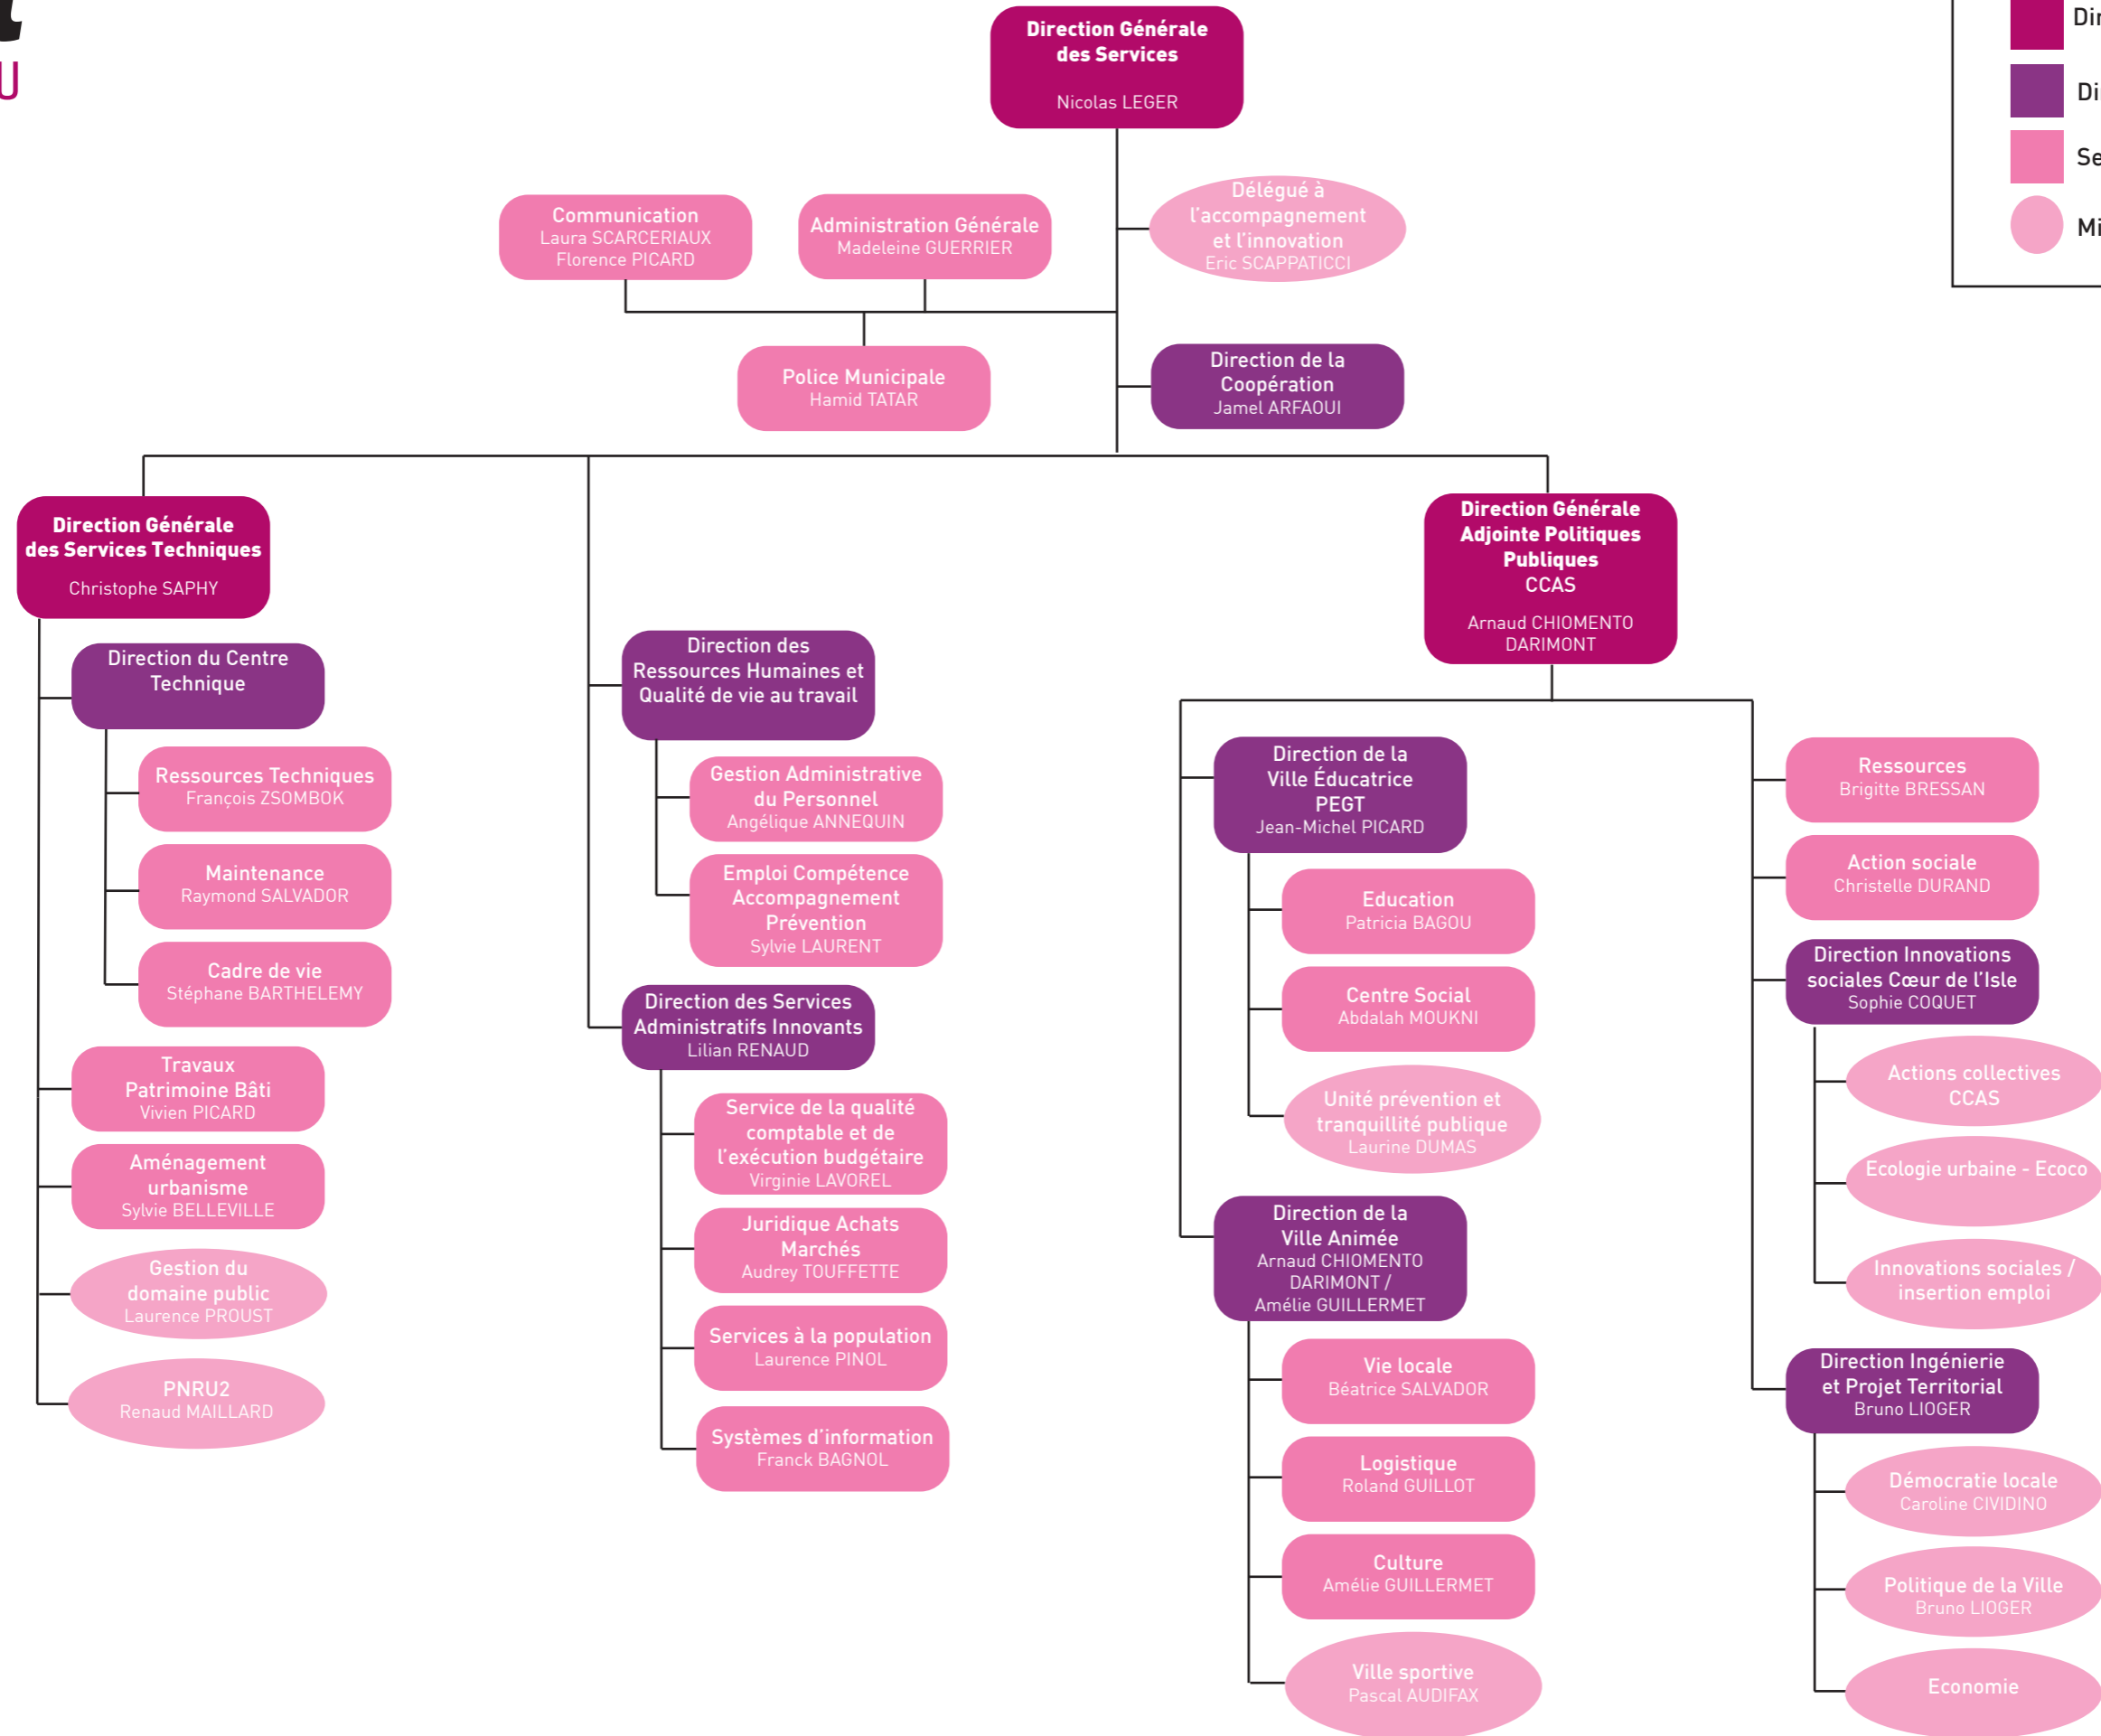 U
Direction Générale
des Services
Nicolas LEGER
Communication
Laura SCARCERIAUX
Florence PICARD
Administration Générale
Madeleine GUERRIER
Délégué à
l'accompagnement
et l'innovation
Eric SCAPPATICCI
Police Municipale
Hamid TATAR
Direction de la
Coopération
Jamel ARFAOUI
Direction Générale
des Services Techniques
Christophe SAPHY
Direction du Centre
Technique
Ressources Techniques
François ZSOMBOK
Maintenance
Raymond SALVADOR
Cadre de vie
Stéphane BARTHELEMY
Travaux
Patrimoine Bâti
Vivien PICARD
Aménagement
urbanisme
Sylvie BELLEVILLE
Gestion du
domaine public
Laurence PROUST
PNRU2
Renaud MAILLARD
Direction des
Ressources Humaines et
Qualité de vie au travail
Gestion Administrative
du Personnel
Angélique ANNEQUIN
Emploi Compétence
Accompagnement
Prévention
Sylvie LAURENT
Direction des Services
Administratifs Innovants
Lilian RENAUD
Service de la qualité
comptable et de
l'exécution budgétaire
Virginie LAVOREL
Juridique Achats
Marchés
Audrey TOUFFETTE
Services à la population
Laurence PINOL
Systèmes d'information
Franck BAGNOL
Direction Générale
Adjointe Politiques
Publiques
CCAS
Arnaud CHIOMENTO
DARIMONT
Direction de la
Ville Éducatrice
PEGT
Jean-Michel PICARD
Education
Patricia BAGOU
Centre Social
Abdalah MOUKNI
Unité prévention et
tranquillité publique
Laurine DUMAS
Direction de la
Ville Animée
Arnaud CHIOMENTO
DARIMONT /
Amélie GUILLERMET
Vie locale
Béatrice SALVADOR
Logistique
Roland GUILLOT
Culture
Amélie GUILLERMET
Ville sportive
Pascal AUDIFAX
Ressources
Brigitte BRESSAN
Action sociale
Christelle DURAND
Direction Innovations
sociales Cœur de l'Isle
Sophie COQUET
Actions collectives
CCAS
Ecologie urbaine - Ecoco
Innovations sociales /
insertion emploi
Direction Ingénierie
et Projet Territorial
Bruno LIOGER
Démocratie locale
Caroline CIVIDINO
Politique de la Ville
Bruno LIOGER
Economie